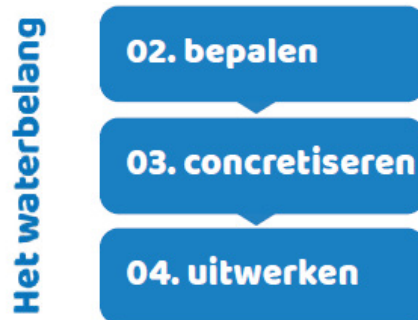 Het waterbelang
02. bepalen
03. concretiseren
04. uitwerken